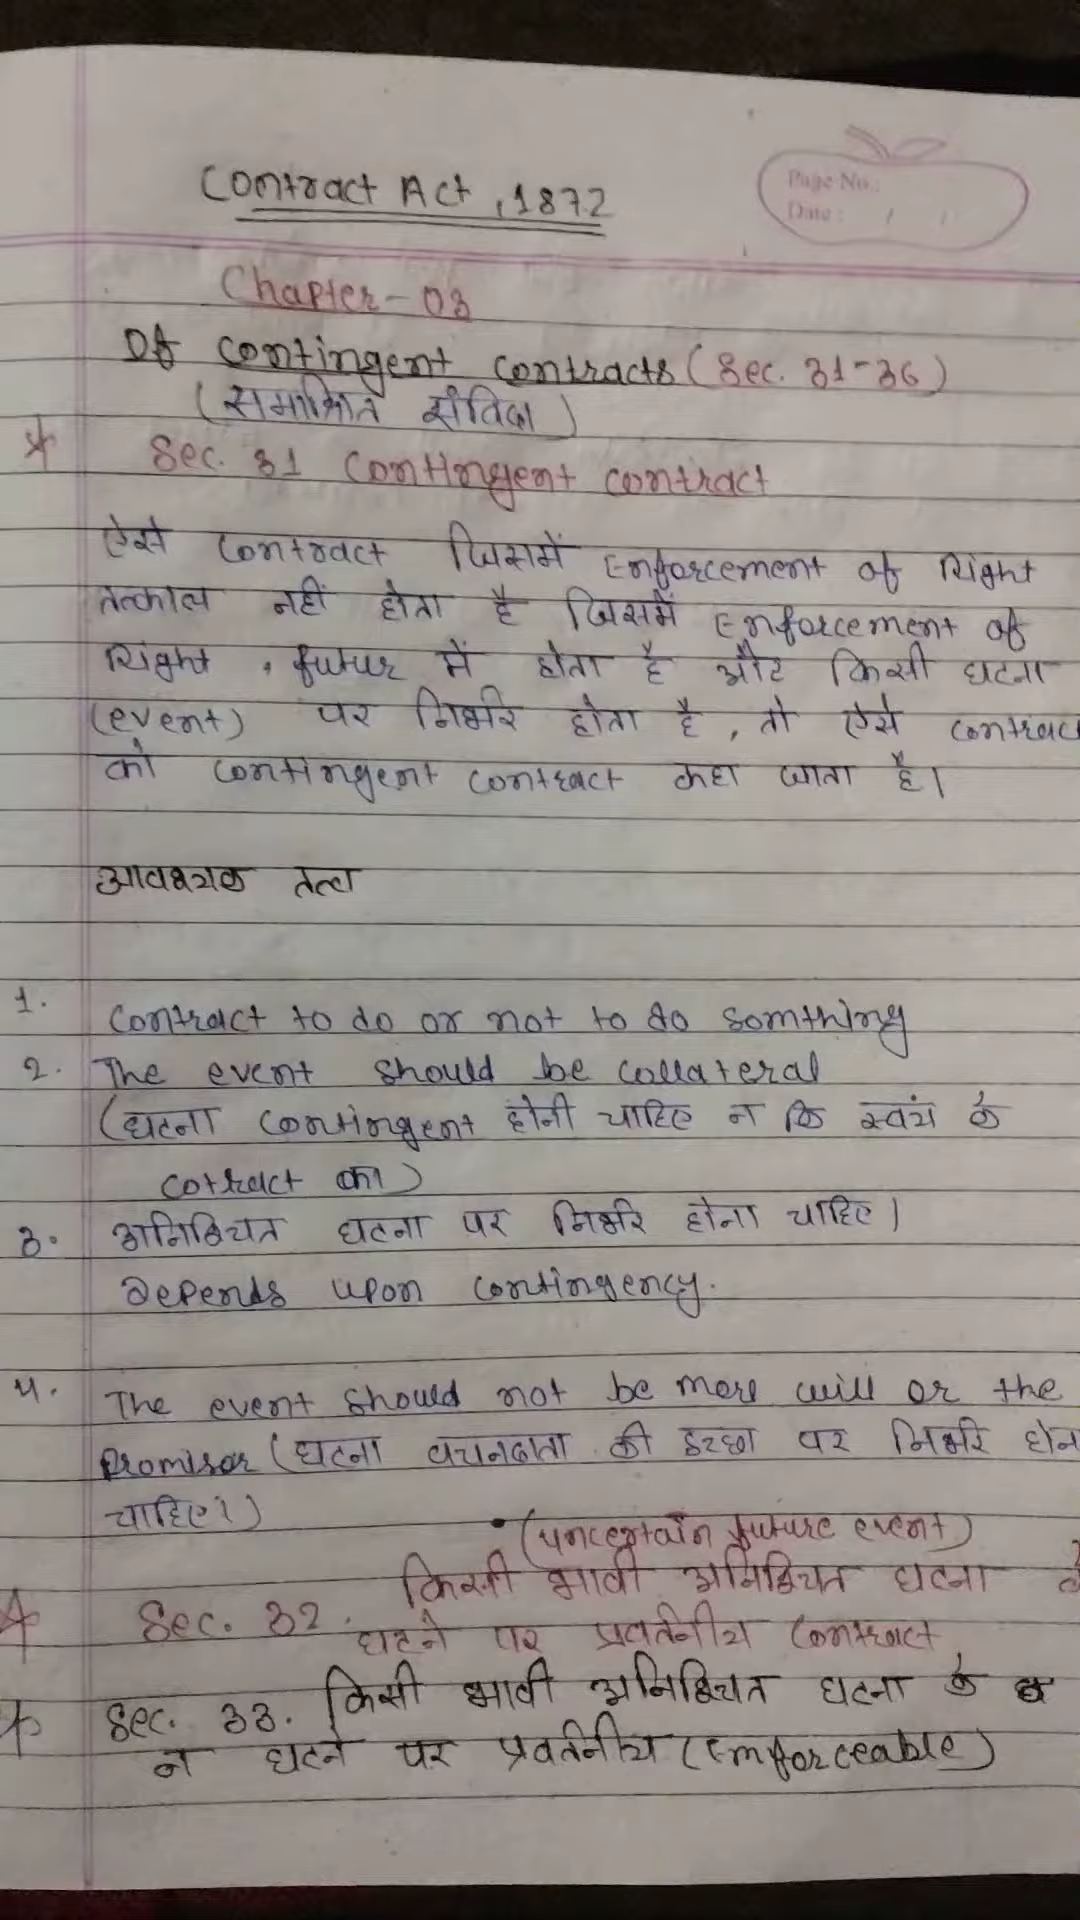 Contract Act, 1872
Page No.:
Date : / /
Chapter-03
Of contingent contracts (Sec. 31-36)
(समाश्रित संविदा)
Sec. 31 Contingent contract
ऐसे contract जिसमें Enforcement of Right
तत्काल नहीं होता है जिसमें Enforcement of
Right, futur में होता है और किसी घटना
(event) पर निर्भर होता है, तो ऐसे contrac
को contingent contract कहा जाता है।
आवश्यक तत्व
1. Contract to do or not to do somthing
2. The event should be collateral
(घटना contingent होनी चाहिए न कि स्वयं के
cotract का)
3. अनिश्चित घटना पर निर्भर होना चाहिए।
Depends upon contingency.
4. The event should not be mere will or the
Promisor (घटना वचनदाता की इच्छा पर निर्भर होन
चाहिए।)
(uncertain future event)
किसी भावी अनिश्चित घटना के
Sec. 32. घटने पर प्रवर्तनीय Contract
Sec. 33. किसी भावी अनिश्चित घटना के
न घटने पर प्रवर्तनीय (Emforceable)